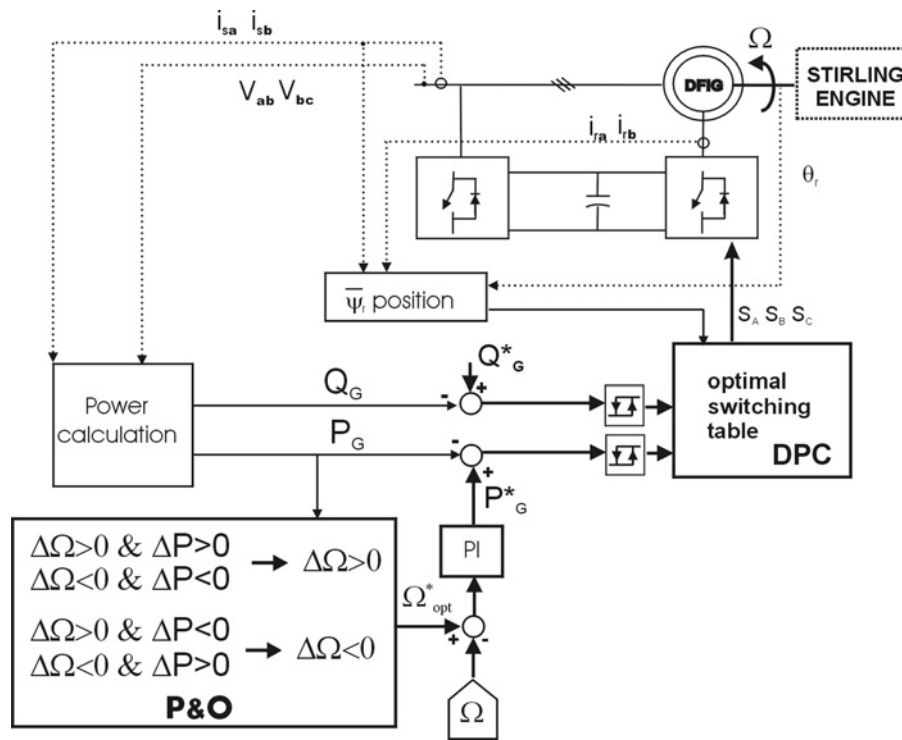 i_sa i_sb
Ω
DFIG
STIRLING
ENGINE
V_ab V_bc
i_ra i_rb
θ_r
ψ̅_r position
S_A S_B S_C
Q*_G
Q_G
- +
Power
calculation
optimal
switching
table
DPC
P_G
-
+
P*_G
PI
ΔΩ>0 & ΔP>0
ΔΩ<0 & ΔP<0
ΔΩ>0
Ω*_opt
+ -
ΔΩ>0 & ΔP<0
ΔΩ<0 & ΔP>0
ΔΩ<0
P&O
Ω